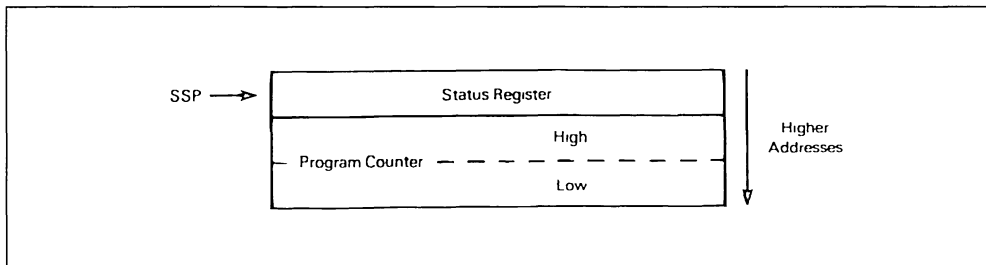 SSP
Status Register
High
Program Counter
Low
Higher
Addresses